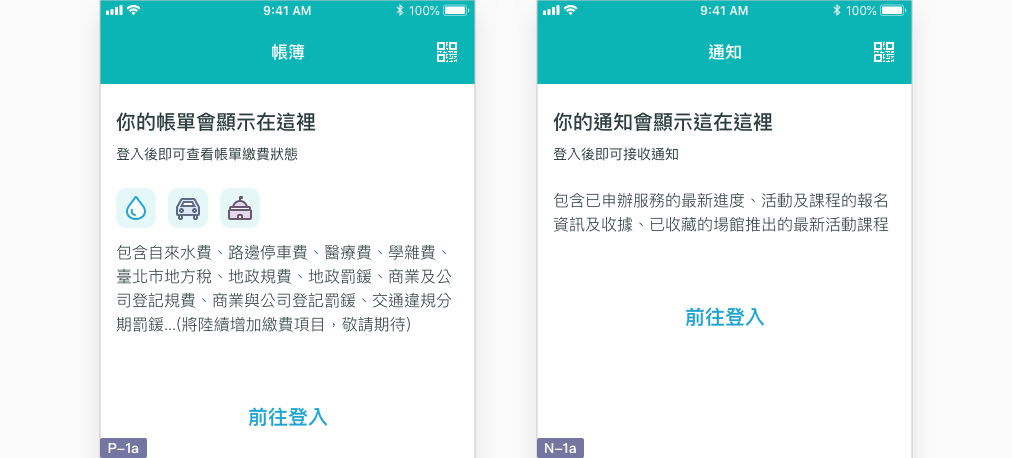 9:41 AM
100%
帳簿
你的帳單會顯示在這裡
登入後即可查看帳單繳費狀態
包含自來水費、路邊停車費、醫療費、學雜費、
臺北市地方稅、地政規費、地政罰鍰、商業及公
司登記規費、商業與公司登記罰鍰、交通違規分
期罰鍰...(將陸續增加繳費項目，敬請期待)
前往登入
P-1a
9:41 AM
100%
通知
你的通知會顯示這在這裡
登入後即可接收通知
包含已申辦服務的最新進度、活動及課程的報名
資訊及收據、已收藏的場館推出的最新活動課程
前往登入
N-1a